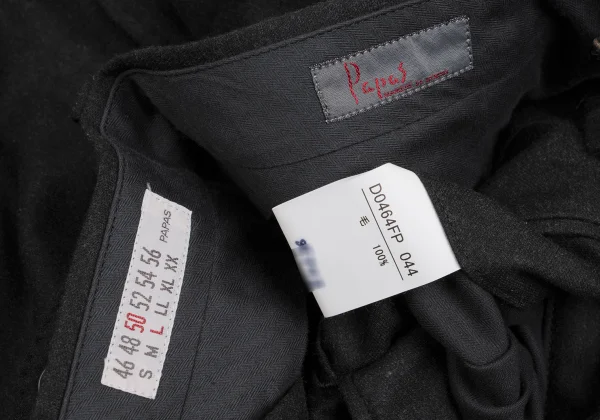 Papas
D0464FP 044
毛 100%
PAPAS
46 48 50 52 54 56
S M L LL XL XX